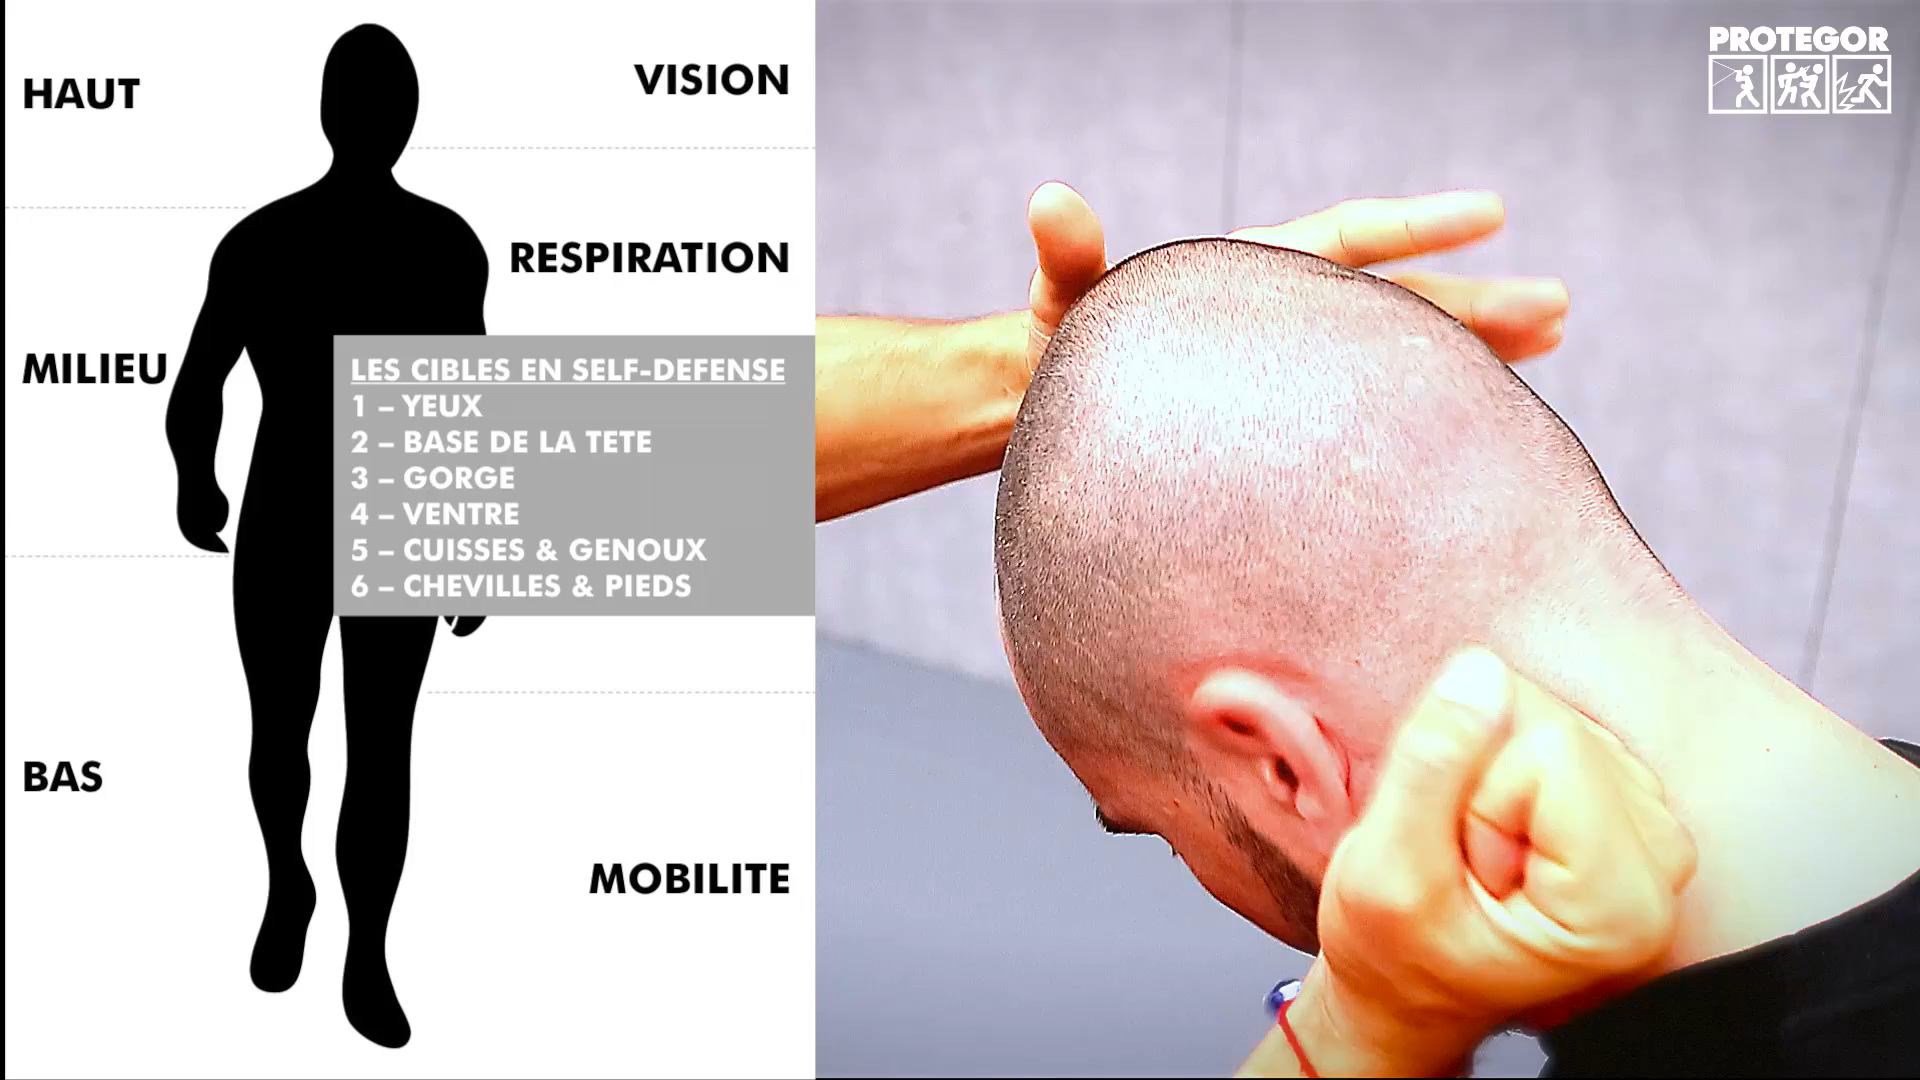 HAUT
VISION
RESPIRATION
MILIEU
LES CIBLES EN SELF-DEFENSE
1 – YEUX
2 – BASE DE LA TETE
3 – GORGE
4 – VENTRE
5 – CUISSES & GENOUX
6 – CHEVILLES & PIEDS
BAS
MOBILITE
PROTEGOR